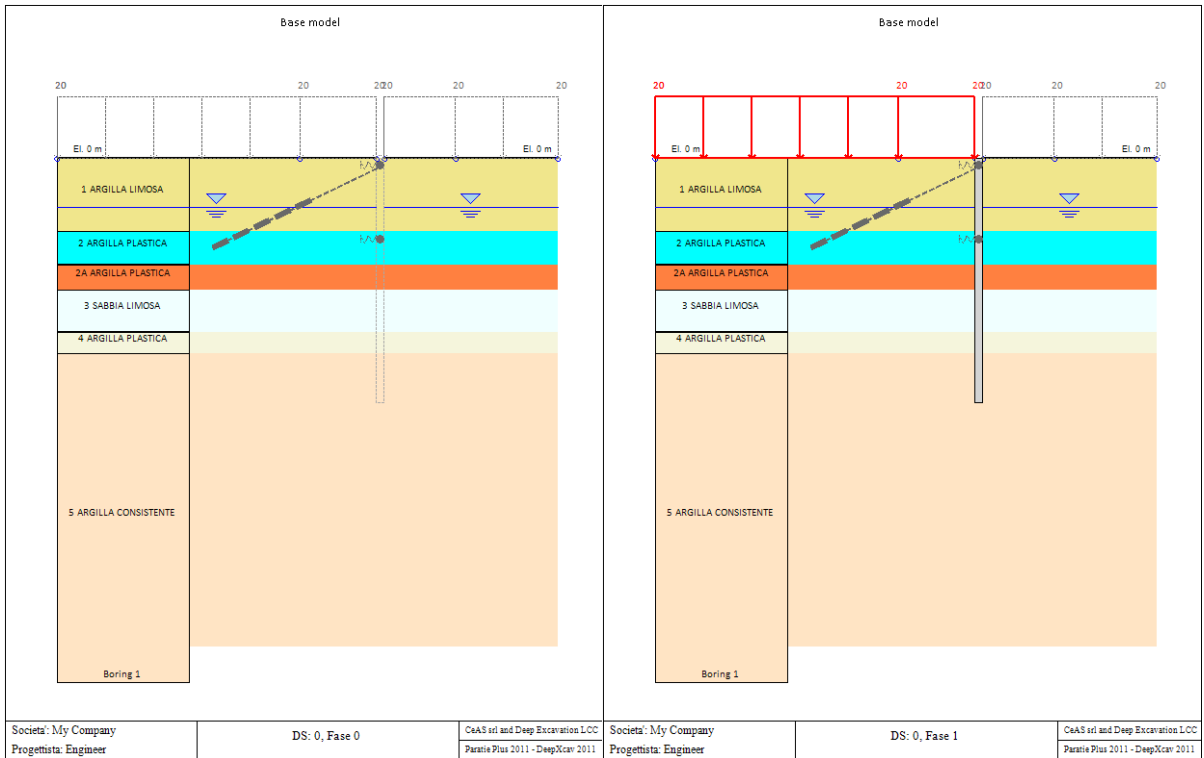 Base model
20 20 20 20 20 20
El. 0 m El. 0 m
1 ARGILLA LIMOSA
2 ARGILLA PLASTICA
2A ARGILLA PLASTICA
3 SABBIA LIMOSA
4 ARGILLA PLASTICA
5 ARGILLA CONSISTENTE
Boring 1
Societa': My Company
Progettista: Engineer
DS: 0, Fase 0
CeAS srl and Deep Excavation LCC
Paratie Plus 2011 - DeepXcav 2011
Base model
20 20 20 20 20 20
El. 0 m El. 0 m
1 ARGILLA LIMOSA
2 ARGILLA PLASTICA
2A ARGILLA PLASTICA
3 SABBIA LIMOSA
4 ARGILLA PLASTICA
5 ARGILLA CONSISTENTE
Boring 1
Societa': My Company
Progettista: Engineer
DS: 0, Fase 1
CeAS srl and Deep Excavation LCC
Paratie Plus 2011 - DeepXcav 2011